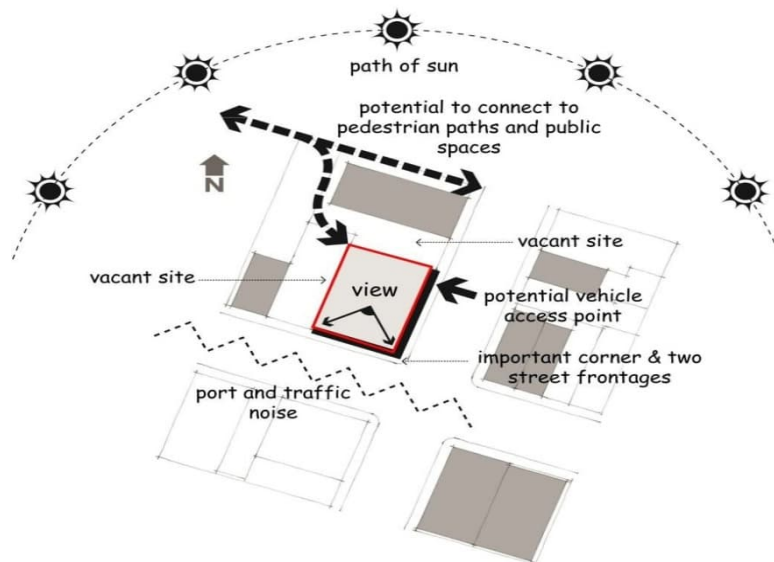 path of sun
potential to connect to
pedestrian paths and public
spaces
N
vacant site
vacant site
view
potential vehicle
access point
important corner & two
street frontages
port and traffic
noise